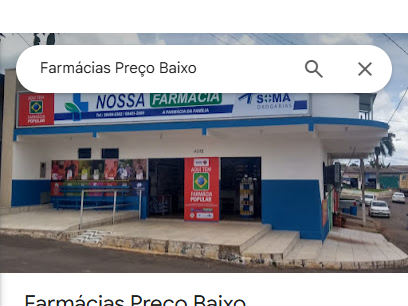 Farmácias Preço Baixo
NOSSA FARMÁCIA
A FARMÁCIA DA FAMÍLIA
SOMA
DROGARIAS
AQUI TEM
FARMÁCIA
POPULAR
AQUI TEM
FARMÁCIA
POPULAR
Farmácias Preço Baixo